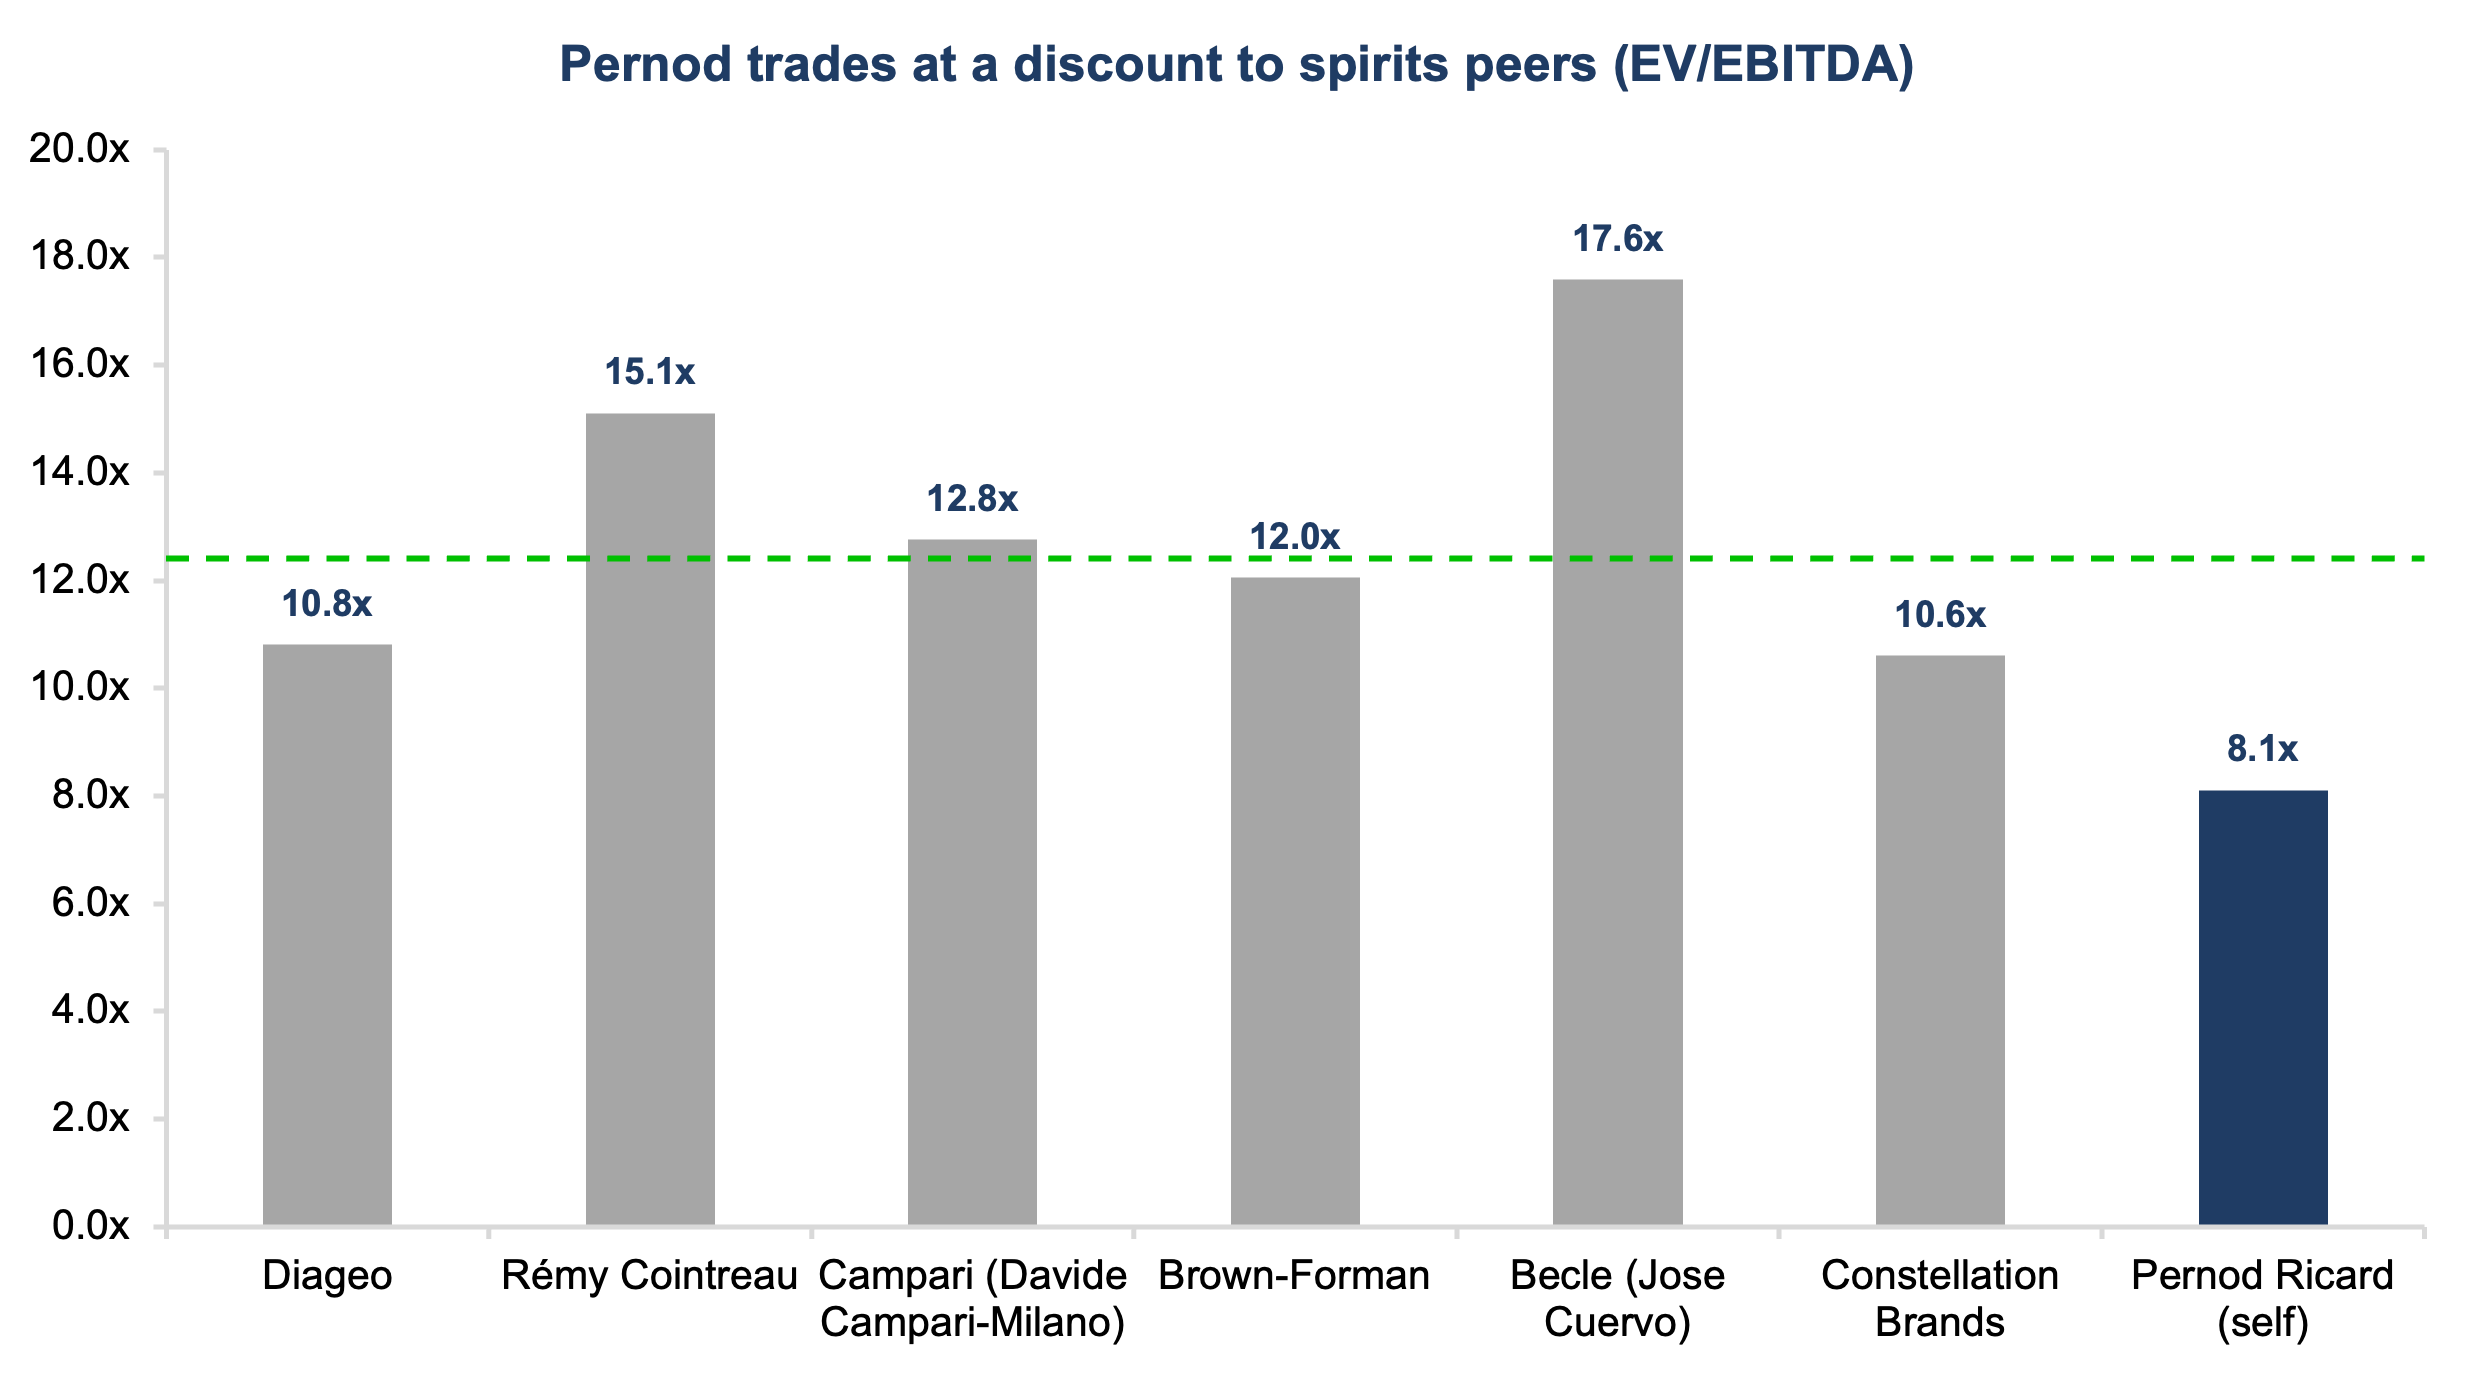 Pernod trades at a discount to spirits peers (EV/EBITDA)
20.0x
18.0x
16.0x
14.0x
12.0x
10.0x
8.0x
6.0x
4.0x
2.0x
0.0x
10.8x
15.1x
12.8x
12.0x
17.6x
10.6x
8.1x
Diageo
Rémy Cointreau
Campari (Davide
Campari-Milano)
Brown-Forman
Becle (Jose
Cuervo)
Constellation
Brands
Pernod Ricard
(self)